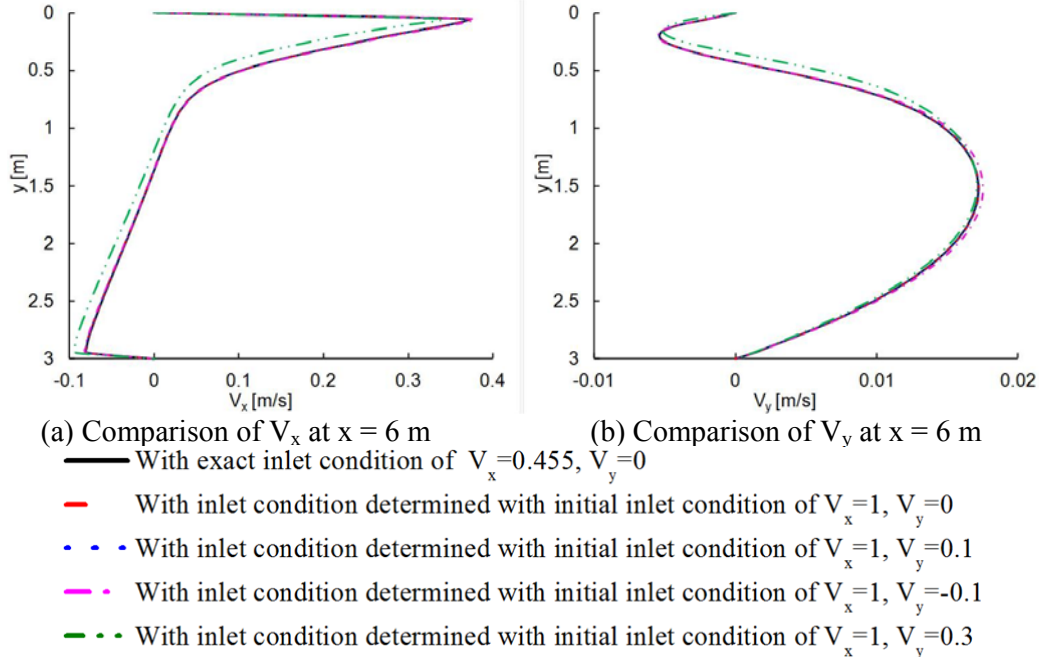 0
0.5
1
1.5
2
2.5
3
y [m]
-0.1 0 0.1 0.2 0.3 0.4
Vx [m/s]
0
0.5
1
1.5
2
2.5
3
y [m]
-0.01 0 0.01 0.02
Vy [m/s]
(a) Comparison of Vx at x = 6 m
(b) Comparison of Vy at x = 6 m
With exact inlet condition of Vx=0.455, Vy=0
With inlet condition determined with initial inlet condition of Vx=1, Vy=0
With inlet condition determined with initial inlet condition of Vx=1, Vy=0.1
With inlet condition determined with initial inlet condition of Vx=1, Vy=-0.1
With inlet condition determined with initial inlet condition of Vx=1, Vy=0.3